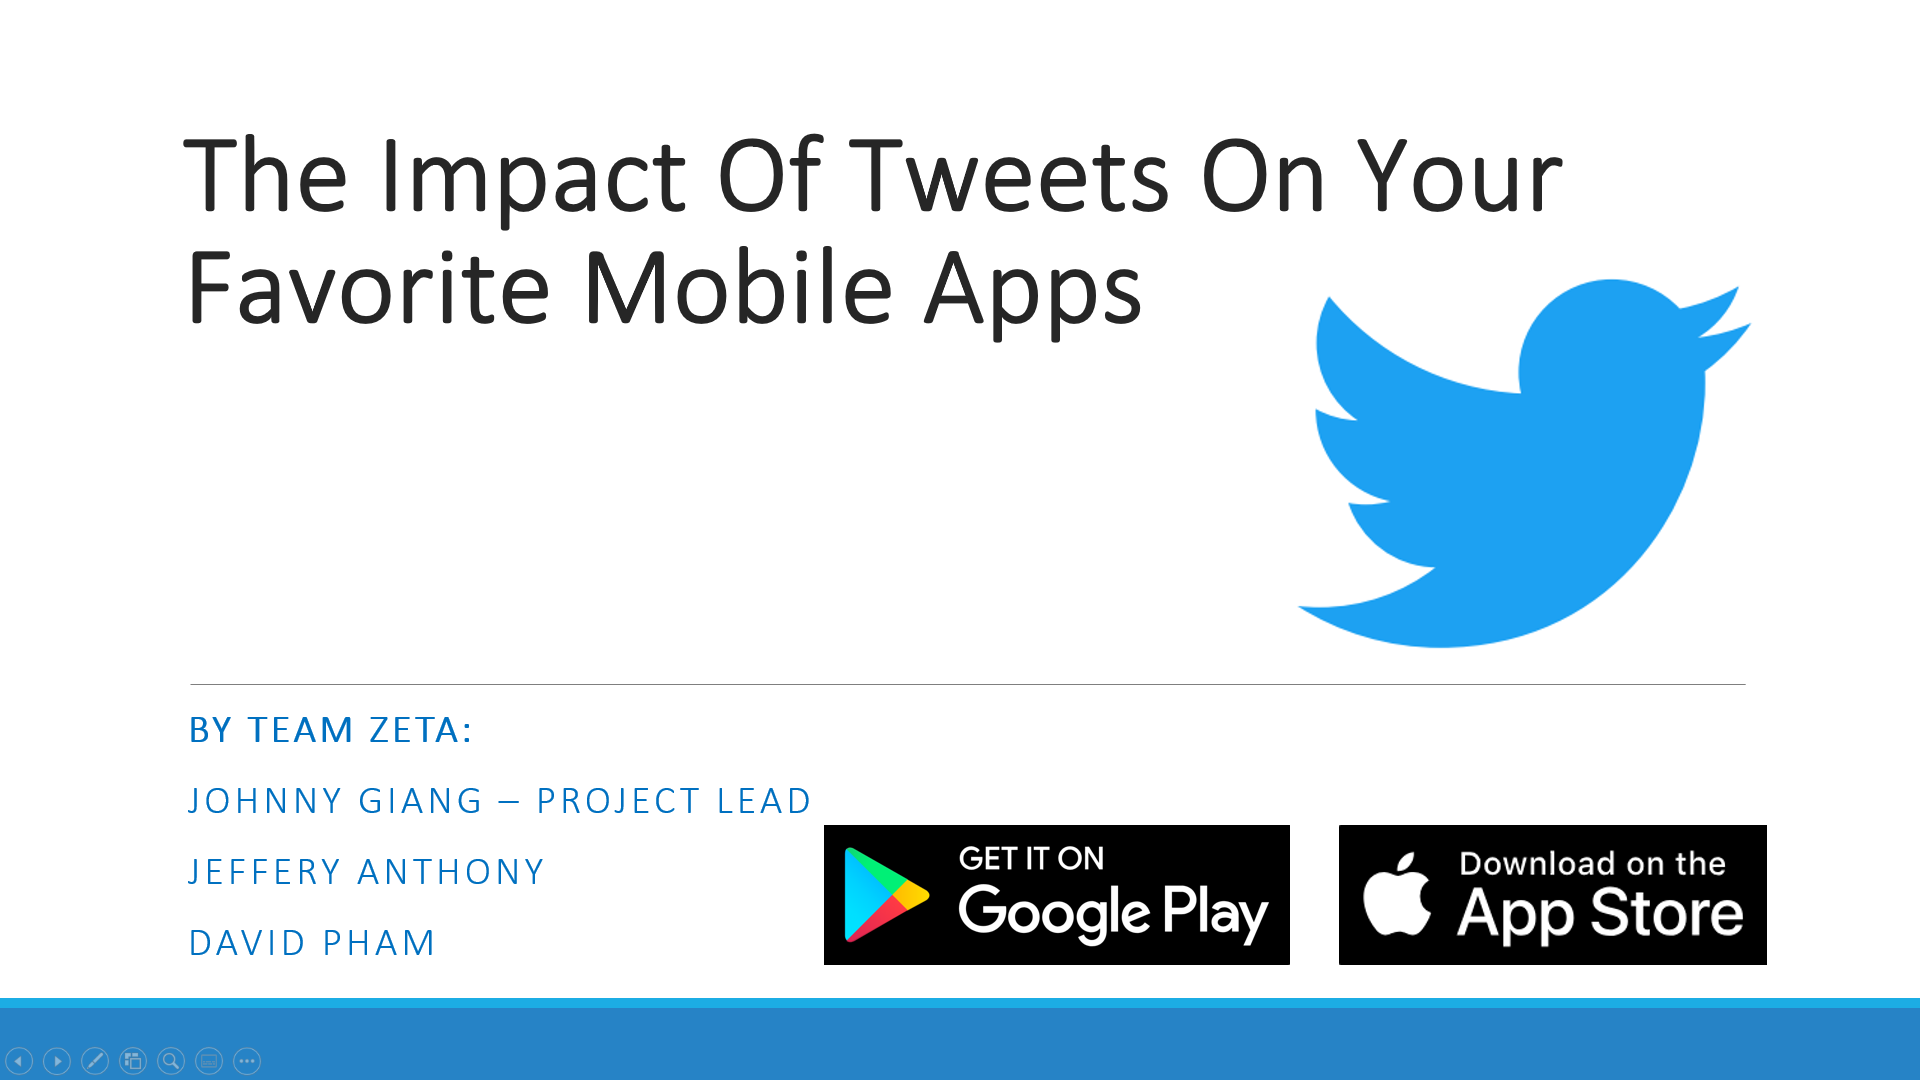 The Impact Of Tweets On Your
Favorite Mobile Apps
BY TEAM ZETA:
JOHNNY GIANG – PROJECT LEAD
JEFFERY ANTHONY
DAVID PHAM
GET IT ON
Google Play
Download on the
App Store